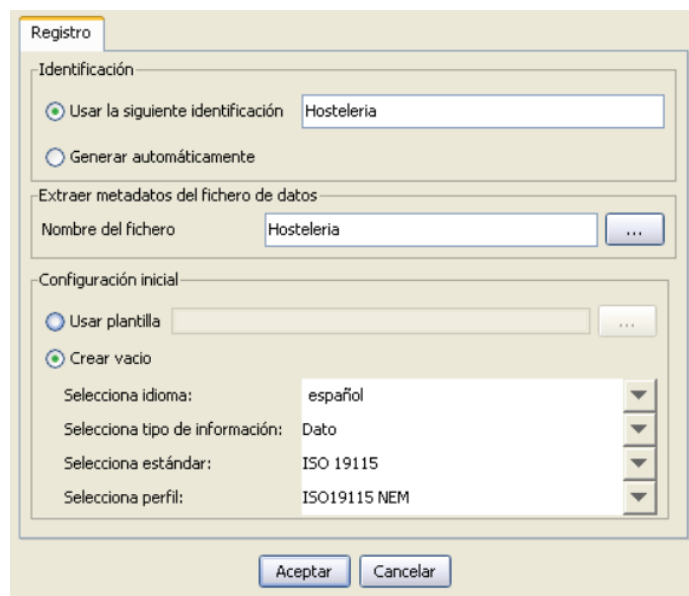 Registro
Identificación
Usar la siguiente identificación Hosteleria
Generar automáticamente
Extraer metadatos del fichero de datos
Nombre del fichero Hosteleria ...
Configuración inicial
Usar plantilla ...
Crear vacio
Selecciona idioma: español
Selecciona tipo de información: Dato
Selecciona estándar: ISO 19115
Selecciona perfil: ISO19115 NEM
Aceptar Cancelar